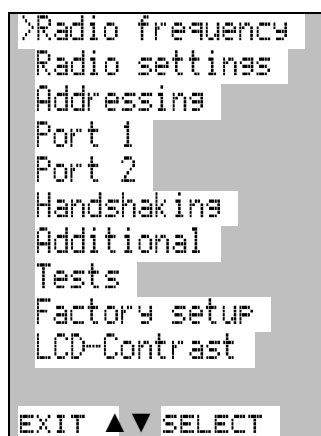 >Radio frequency
Radio settings
Addressing
Port 1
Port 2
Handshaking
Additional
Tests
Factory setup
LCD-Contrast
EXIT ▲▼ SELECT